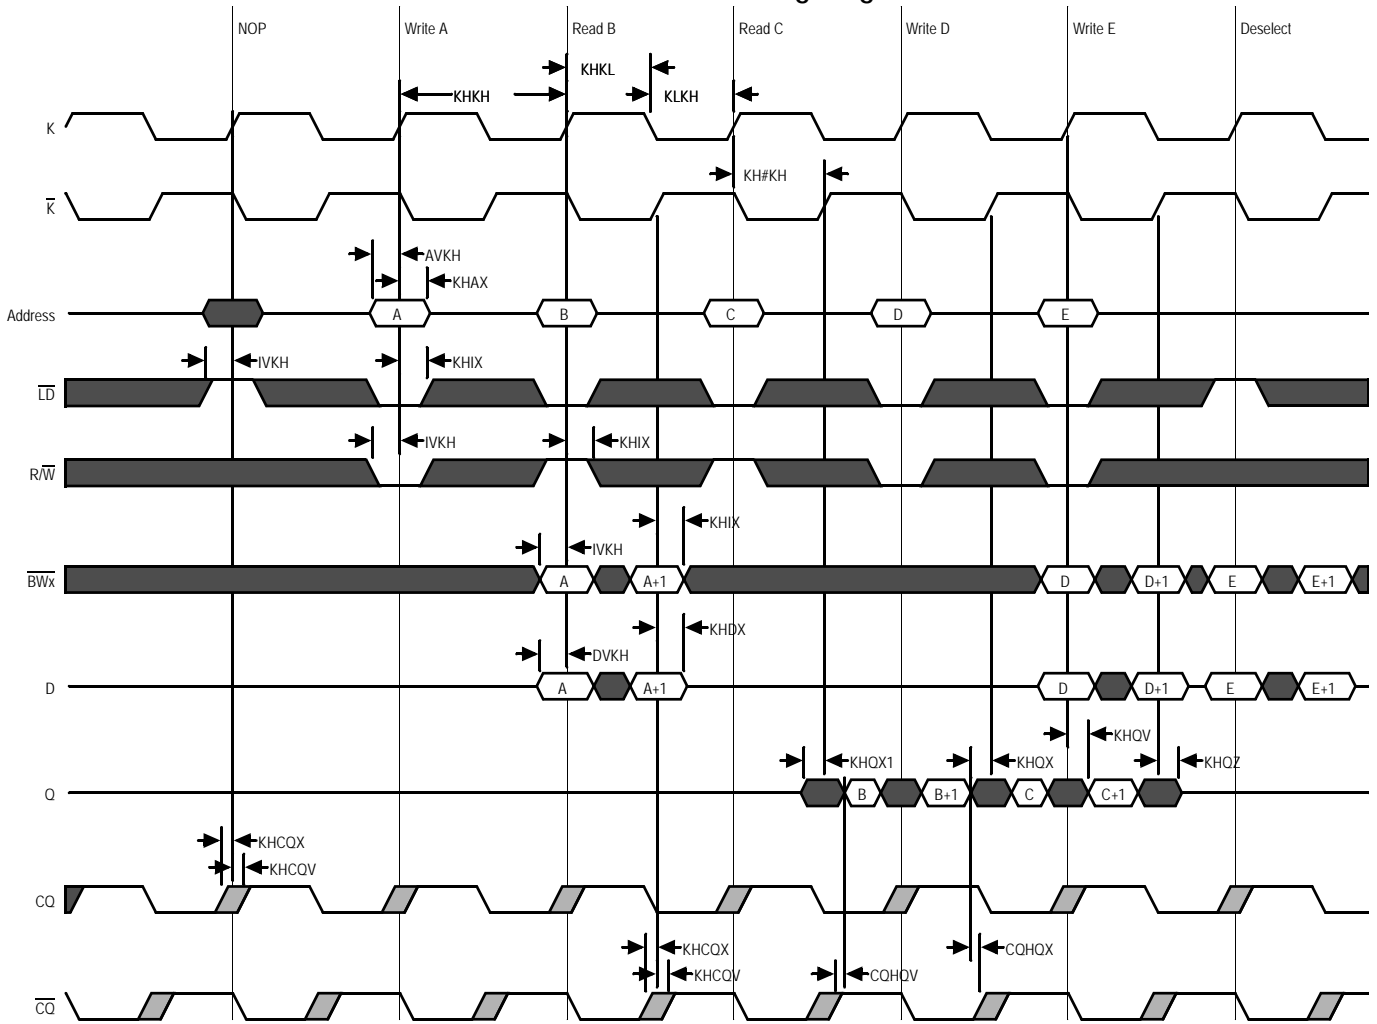 NOP Write A Read B Read C Write D Write E Deselect
KHKL
KHKH KLKH
K
KH#KH
K
AVKH
KHAX
Address A B C D E
IVKH KHIX
LD
IVKH KHIX
R/W
KHIX
IVKH
BWx A A+1 D D+1 E E+1
KHDX
DVKH
D A A+1 D D+1 E E+1
KHQV
KHQX1 KHQX KHQZ
Q B B+1 C C+1
KHCQX
KHCQV
CQ
KHCQX CQHQX
KHCQV CQHQV
CQ